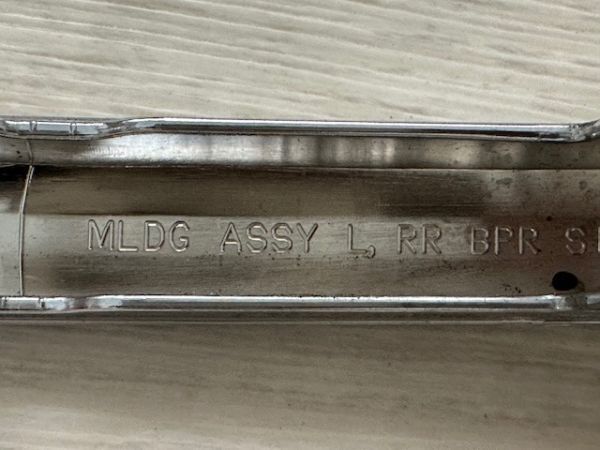 MLDG ASSY L, RR BPR